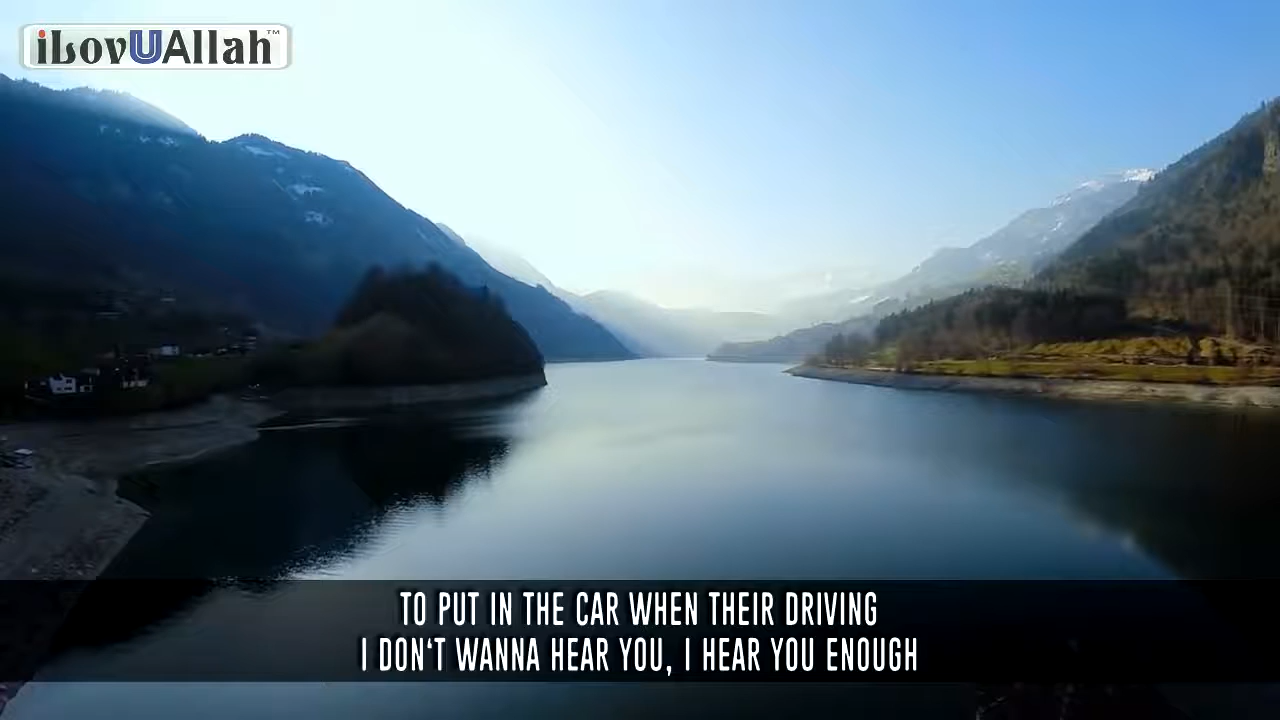 iLovUAllah™
TO PUT IN THE CAR WHEN THEIR DRIVING
I DON'T WANNA HEAR YOU, I HEAR YOU ENOUGH